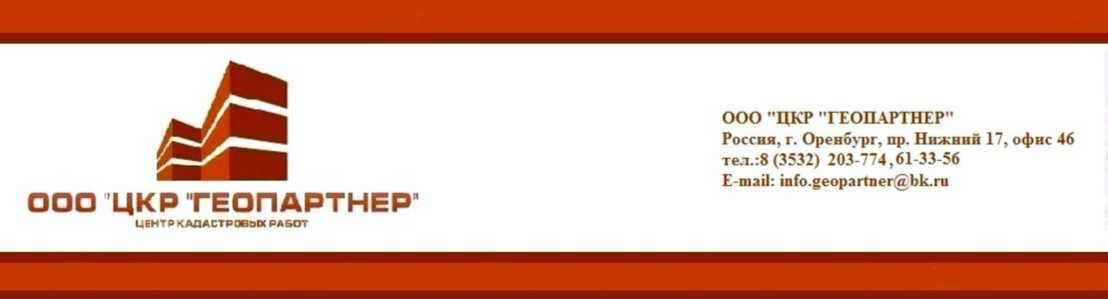 ООО "ЦКР "ГЕОПАРТНЕР"
ЦЕНТР КАДАСТРОВЫХ РАБОТ
ООО "ЦКР "ГЕОПАРТНЕР"
Россия, г. Оренбург, пр. Нижний 17, офис 46
тел.:8 (3532) 203-774, 61-33-56
E-mail: info.geopartner@bk.ru